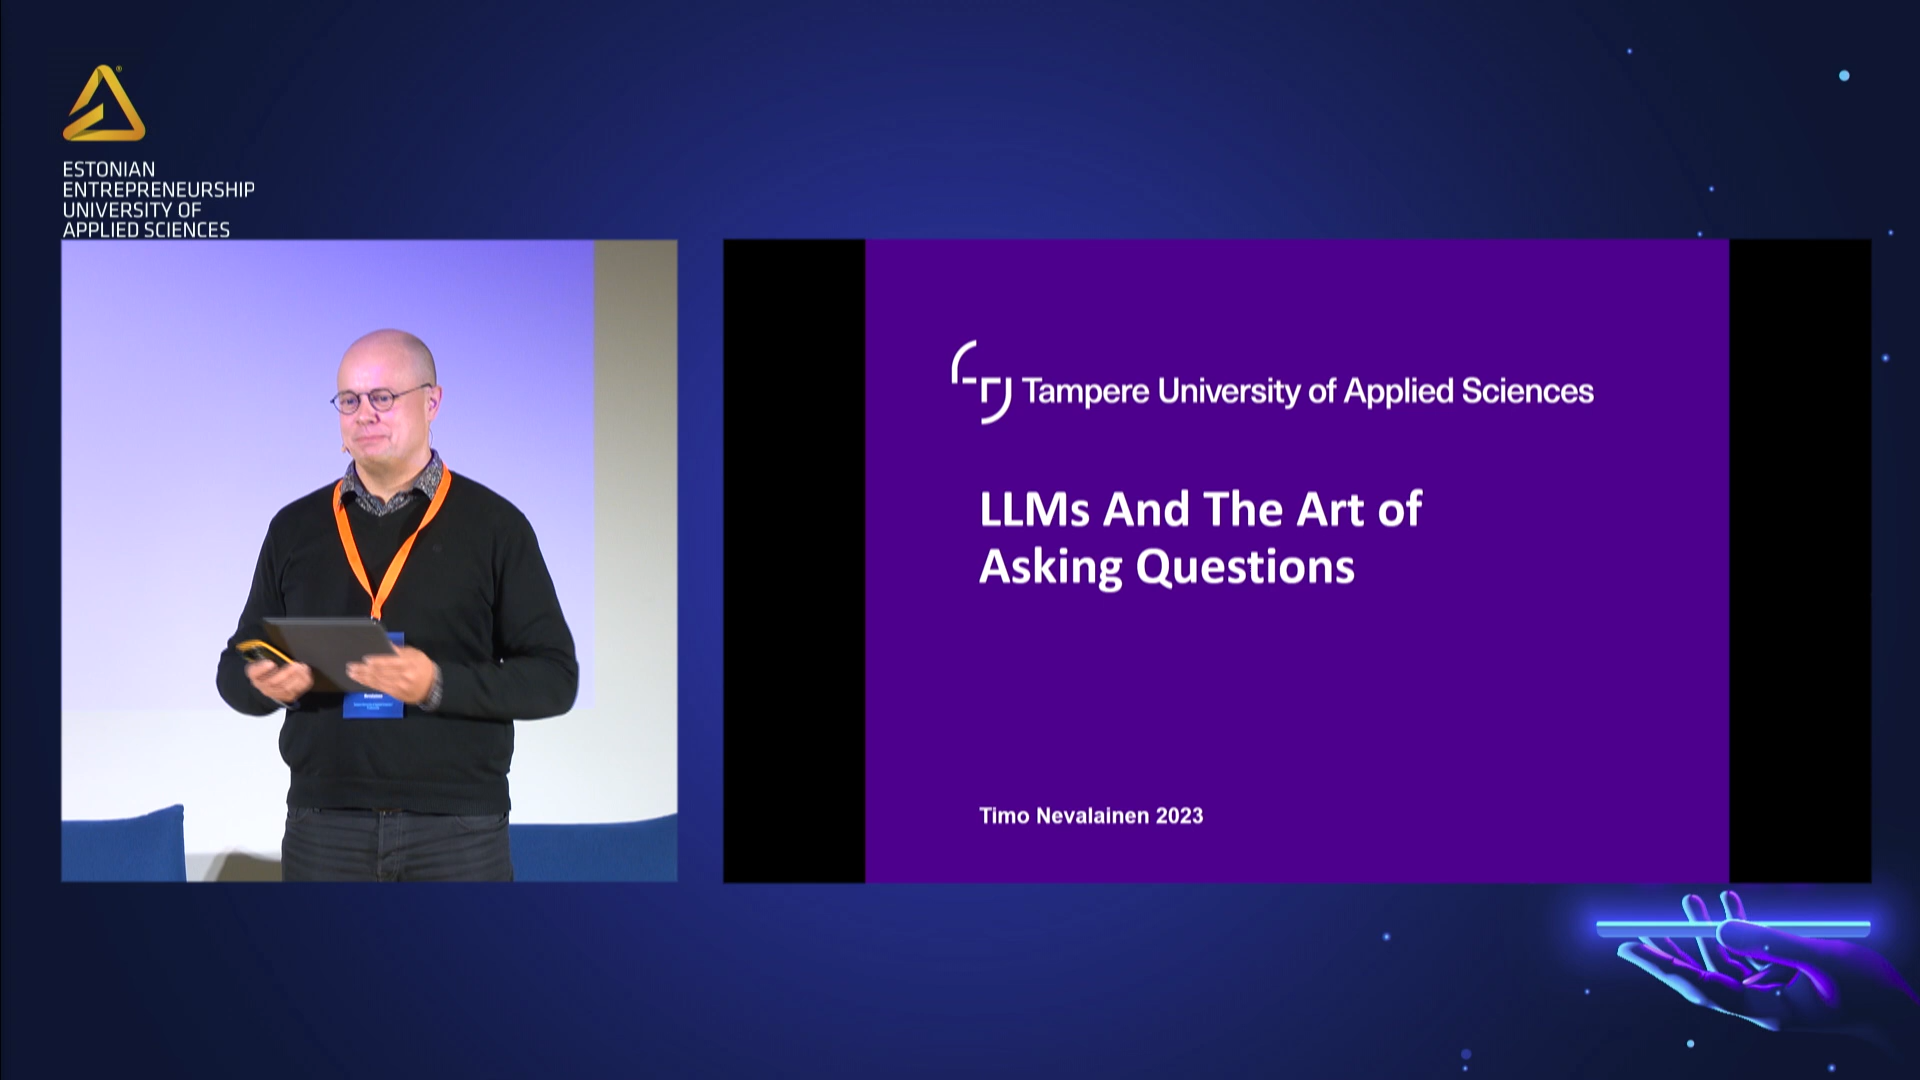 ESTONIAN
ENTREPRENEURSHIP
UNIVERSITY OF
APPLIED SCIENCES
Tampere University of Applied Sciences
LLMs And The Art of
Asking Questions
Timo Nevalainen 2023